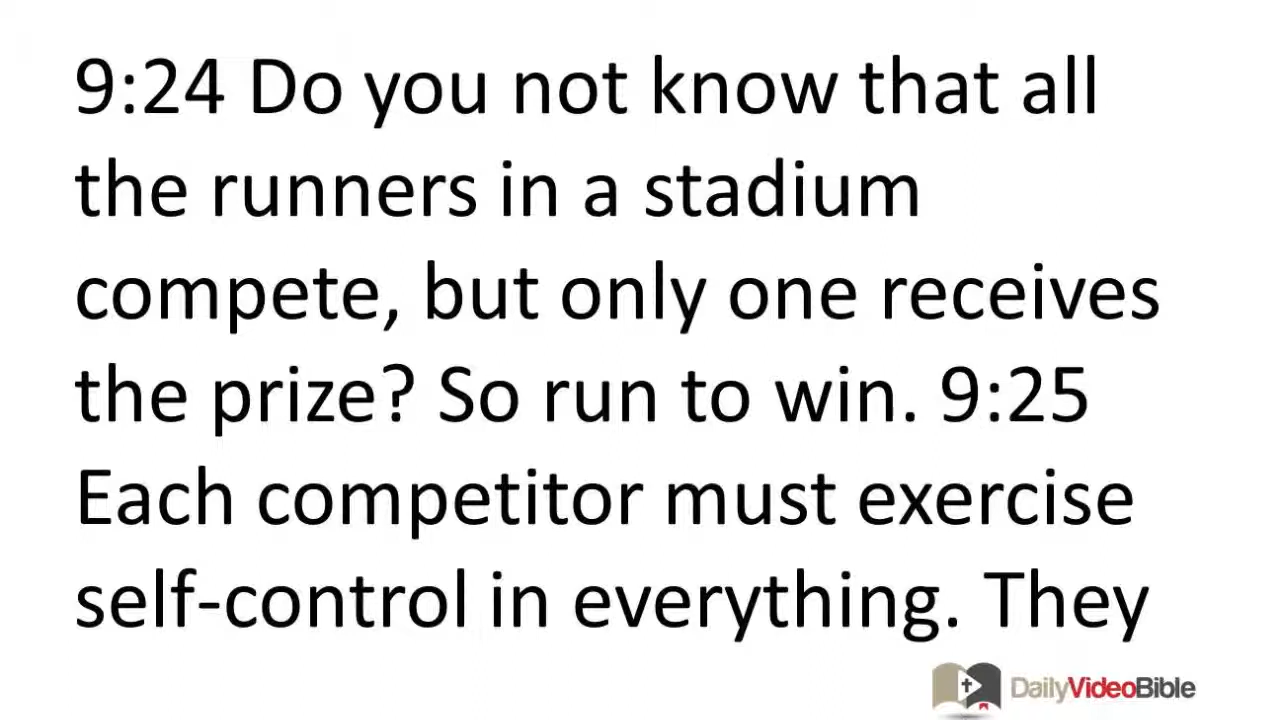 9:24 Do you not know that all
the runners in a stadium
compete, but only one receives
the prize? So run to win. 9:25
Each competitor must exercise
self-control in everything. They
DailyVideoBible